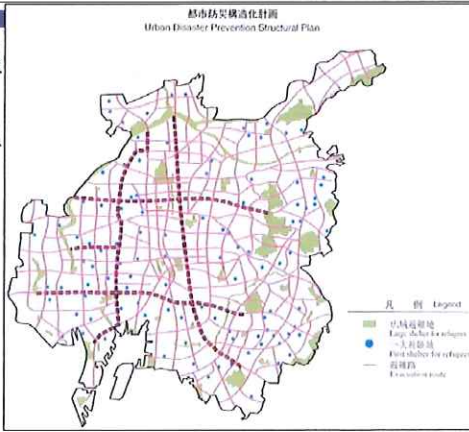 都市防災構造化計画
Urban Disaster Prevention Structural Plan
凡 例 Legend
広域避難地
Large shelter for refugees
一次避難地
First shelter for refugees
避難路
Evacuation route